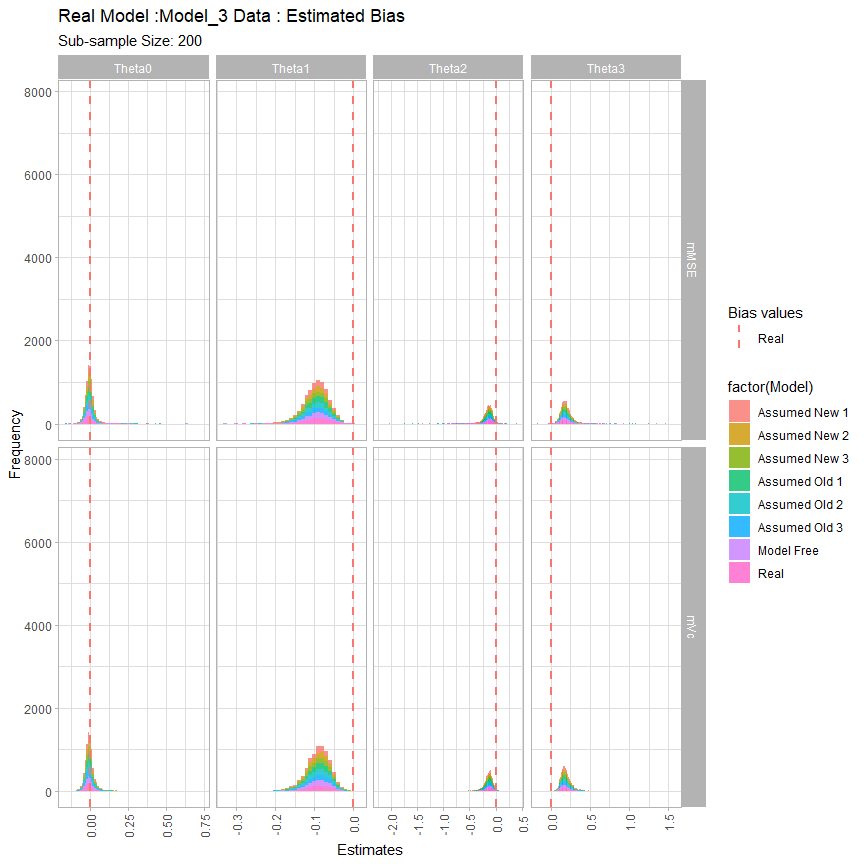 Real Model :Model_3 Data : Estimated Bias
Sub-sample Size: 200
Theta0 Theta1 Theta2 Theta3
8000
6000
4000
2000
0
mMSE
8000
6000
4000
2000
0
mVc
Frequency
0.00 0.25 0.50 0.75 -0.3 -0.2 -0.1 0.0 -2.0 -1.5 -1.0 -0.5 0.0 0.5 0.0 0.5 1.0 1.5
Estimates
Bias values
Real
factor(Model)
Assumed New 1
Assumed New 2
Assumed New 3
Assumed Old 1
Assumed Old 2
Assumed Old 3
Model Free
Real